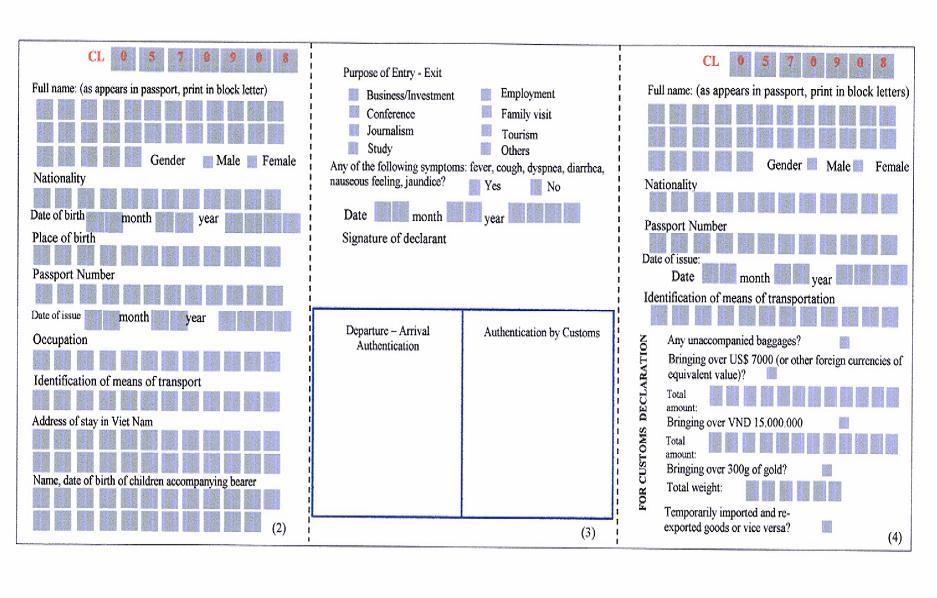 CL 0 5 7 0 9 0 8
Full name: (as appears in passport, print in block letter)
Gender Male Female
Nationality
Date of birth month year
Place of birth
Passport Number
Date of issue month year
Occupation
Identification of means of transport
Address of stay in Viet Nam
Name, date of birth of children accompanying bearer
(2)
Purpose of Entry - Exit
Business/Investment Employment
Conference Family visit
Journalism Tourism
Study Others
Any of the following symptoms: fever, cough, dyspnea, diarrhea,
nauseous feeling, jaundice? Yes No
Date month year
Signature of declarant
Departure – Arrival
Authentication
Authentication by Customs
(3)
CL 0 5 7 0 9 0 8
Full name: (as appears in passport, print in block letters)
Gender Male Female
Nationality
Passport Number
Date of issue:
Date month year
Identification of means of transportation
FOR CUSTOMS DECLARATION
Any unaccompanied baggages?
Bringing over US$ 7000 (or other foreign currencies of
equivalent value)?
Total
amount:
Bringing over VND 15.000.000
Total
amount:
Bringing over 300g of gold?
Total weight:
Temporarily imported and re-
exported goods or vice versa?
(4)